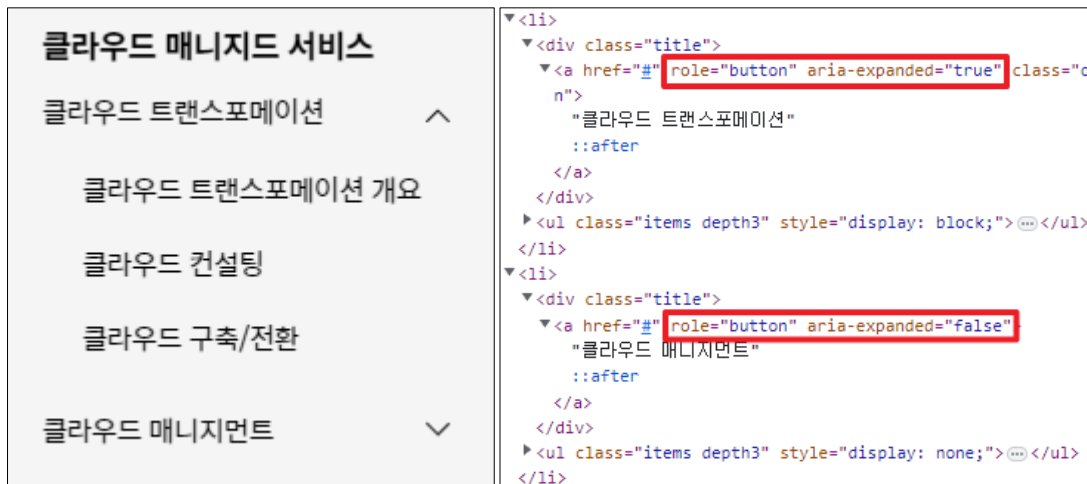 클라우드 매니지드 서비스
클라우드 트랜스포메이션
클라우드 트랜스포메이션 개요
클라우드 컨설팅
클라우드 구축/전환
클라우드 매니지먼트
▼<li>
▼<div class="title">
▼<a href="#" role="button" aria-expanded="true" class="
n">
"클라우드 트랜스포메이션"
::after
</a>
</div>
▶<ul class="items depth3" style="display: block;">⋯</ul>
</li>
▼<li>
▼<div class="title">
▼<a href="#" role="button" aria-expanded="false">
"클라우드 매니지먼트"
::after
</a>
</div>
▶<ul class="items depth3" style="display: none;">⋯</ul>
</li>